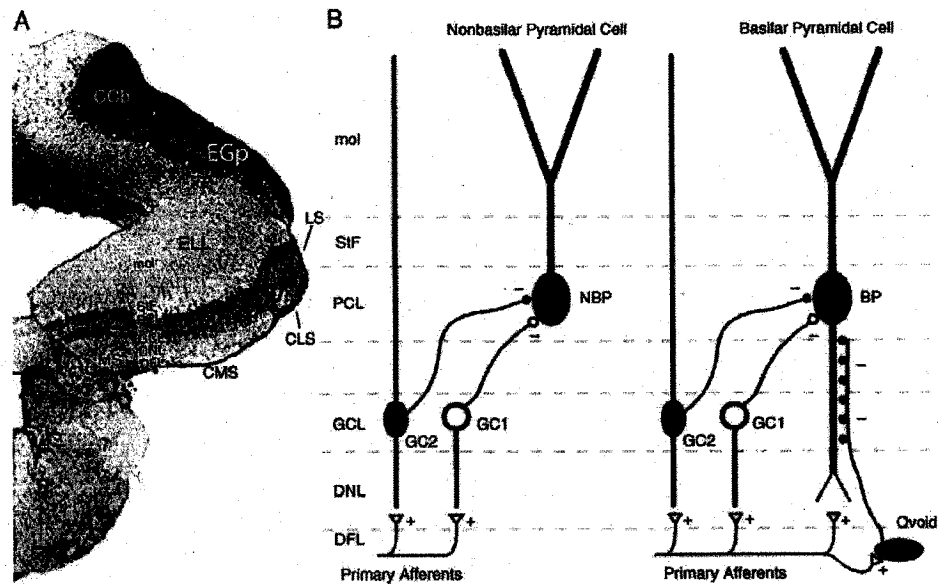 A
EGp
LS
ELL
mol
CLS
CMS
B
Nonbasilar Pyramidal Cell
Basilar Pyramidal Cell
mol
StF
PCL
GCL
DNL
DFL
− NBP
−
GC2
GC1
+ +
Primary Afferents
− BP
−
−
−
GC2
GC1
+ + +
Ovoid
+
Primary Afferents